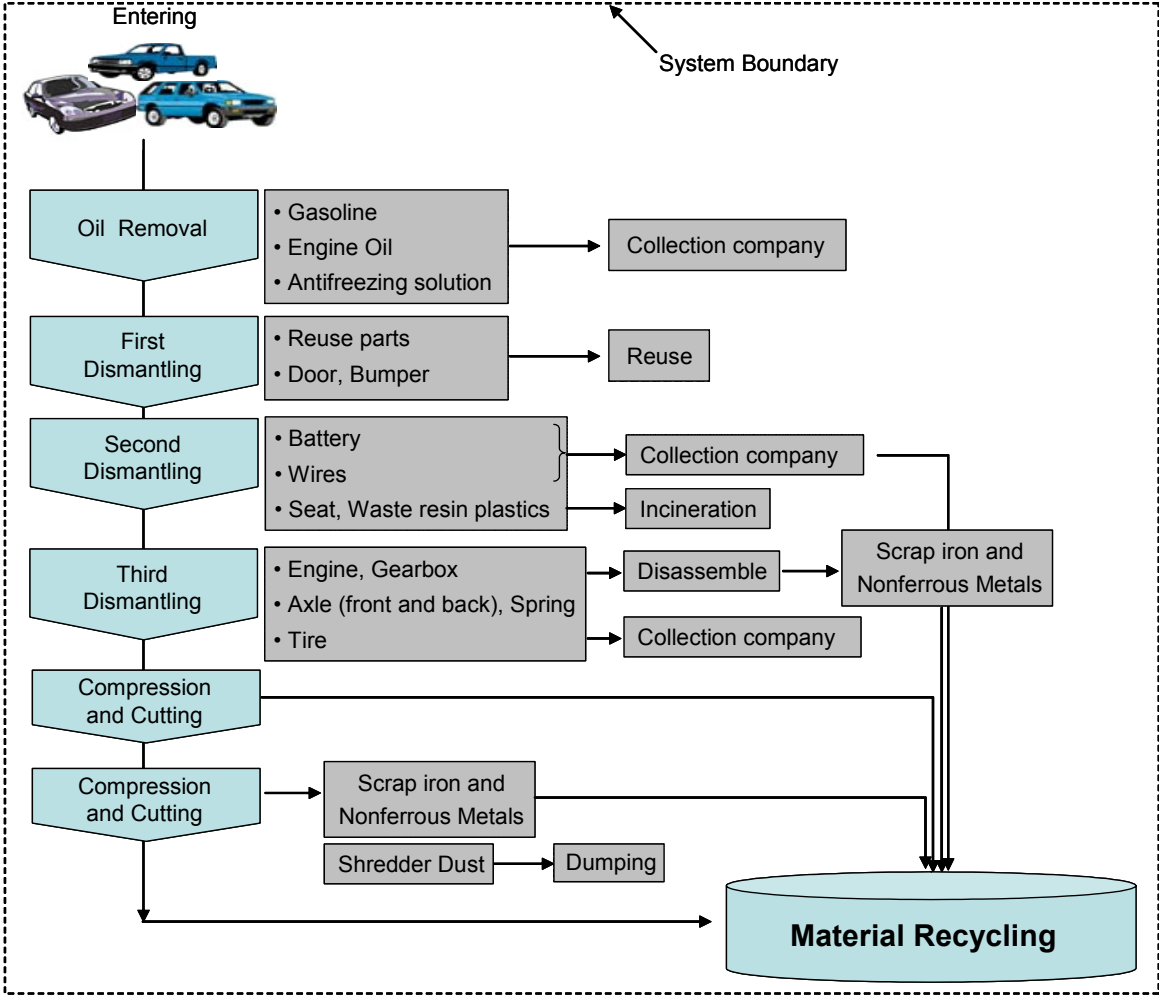 Entering
System Boundary
Oil Removal
• Gasoline
• Engine Oil
• Antifreezing solution
Collection company
First
Dismantling
• Reuse parts
• Door, Bumper
Reuse
Second
Dismantling
• Battery
• Wires
• Seat, Waste resin plastics
Collection company
Incineration
Third
Dismantling
• Engine, Gearbox
• Axle (front and back), Spring
• Tire
Disassemble
Collection company
Scrap iron and
Nonferrous Metals
Compression
and Cutting
Compression
and Cutting
Scrap iron and
Nonferrous Metals
Shredder Dust
Dumping
Material Recycling